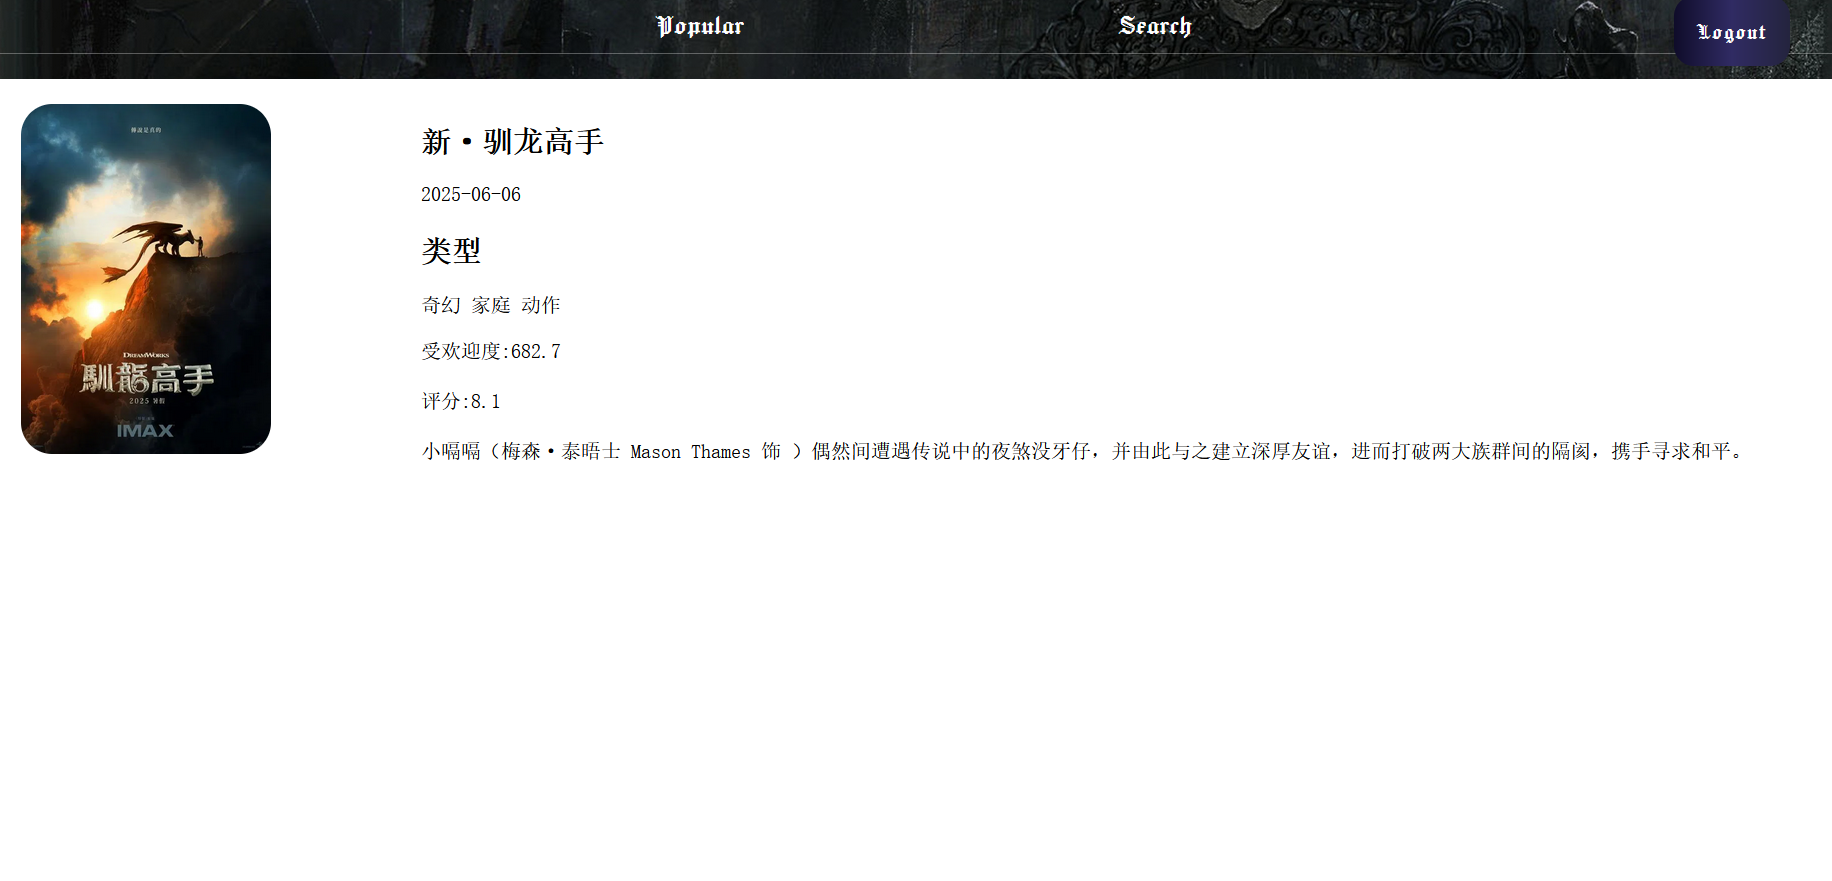 Popular
Search
Logout
新·驯龙高手
2025-06-06
类型
奇幻 家庭 动作
受欢迎度:682.7
评分:8.1
小嗝嗝（梅森·泰晤士 Mason Thames 饰 ）偶然间遭遇传说中的夜煞没牙仔，并由此与之建立深厚友谊，进而打破两大族群间的隔阂，携手寻求和平。
DREAMWORKS
馴龍高手
2025 暑假
IMAX